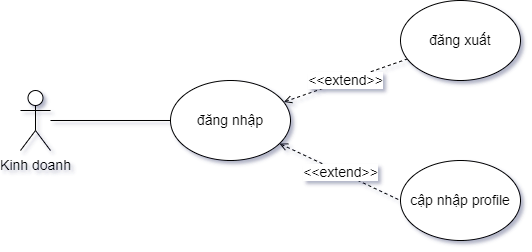 đăng xuất
<<extend>>
đăng nhập
Kinh doanh
<<extend>>
cập nhập profile